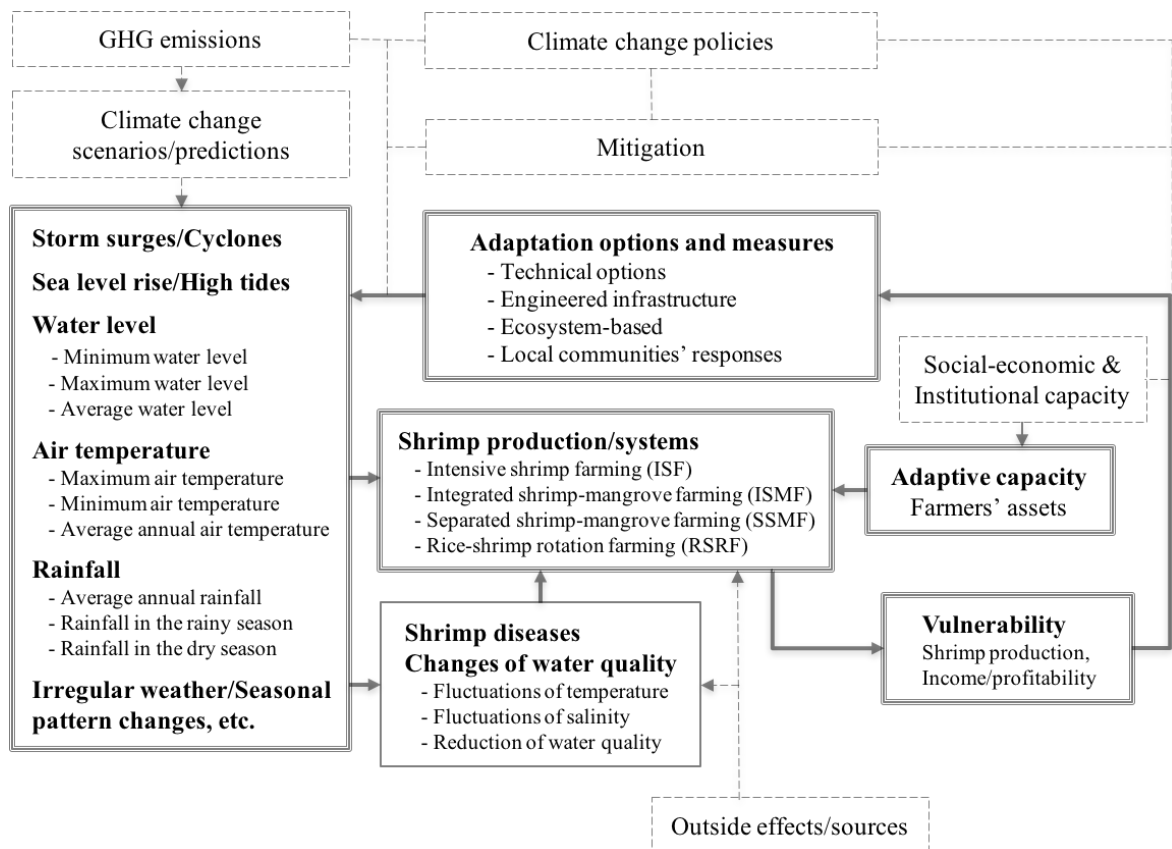 GHG emissions
Climate change policies
Climate change
scenarios/predictions
Mitigation
Storm surges/Cyclones
Sea level rise/High tides
Water level
- Minimum water level
- Maximum water level
- Average water level
Air temperature
- Maximum air temperature
- Minimum air temperature
- Average annual air temperature
Rainfall
- Average annual rainfall
- Rainfall in the rainy season
- Rainfall in the dry season
Irregular weather/Seasonal
pattern changes, etc.
Adaptation options and measures
- Technical options
- Engineered infrastructure
- Ecosystem-based
- Local communities’ responses
Social-economic &
Institutional capacity
Shrimp production/systems
- Intensive shrimp farming (ISF)
- Integrated shrimp-mangrove farming (ISMF)
- Separated shrimp-mangrove farming (SSMF)
- Rice-shrimp rotation farming (RSRF)
Adaptive capacity
Farmers’ assets
Shrimp diseases
Changes of water quality
- Fluctuations of temperature
- Fluctuations of salinity
- Reduction of water quality
Vulnerability
Shrimp production,
Income/profitability
Outside effects/sources